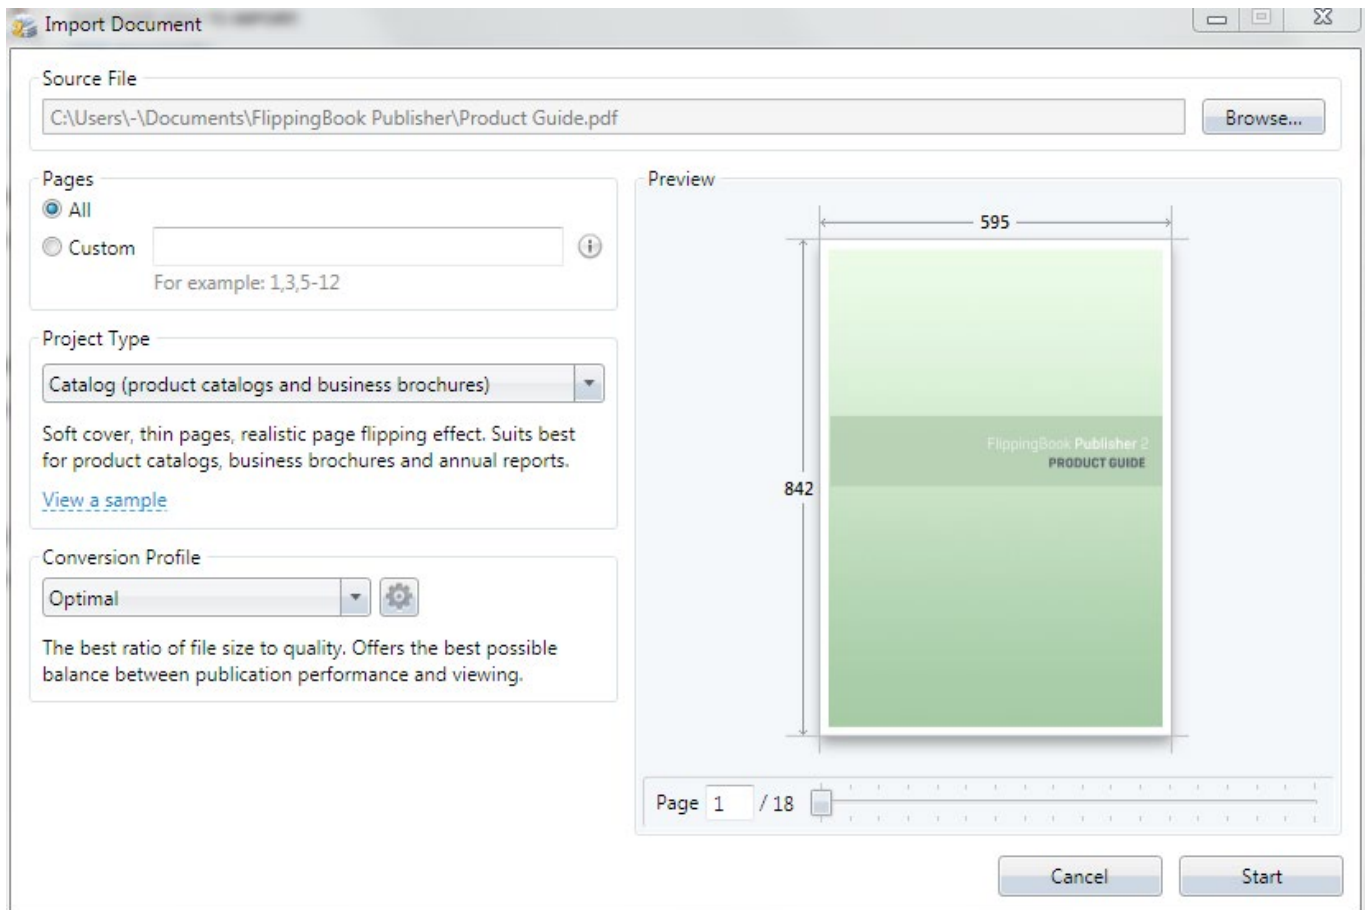 Import Document
Source File
C:\Users\-\Documents\FlippingBook Publisher\Product Guide.pdf
Browse...
Pages
All
Custom
For example: 1,3,5-12
Project Type
Catalog (product catalogs and business brochures)
Soft cover, thin pages, realistic page flipping effect. Suits best
for product catalogs, business brochures and annual reports.
View a sample
Conversion Profile
Optimal
The best ratio of file size to quality. Offers the best possible
balance between publication performance and viewing.
Preview
595
842
FlippingBook Publisher 2
PRODUCT GUIDE
Page 1 / 18
Cancel
Start